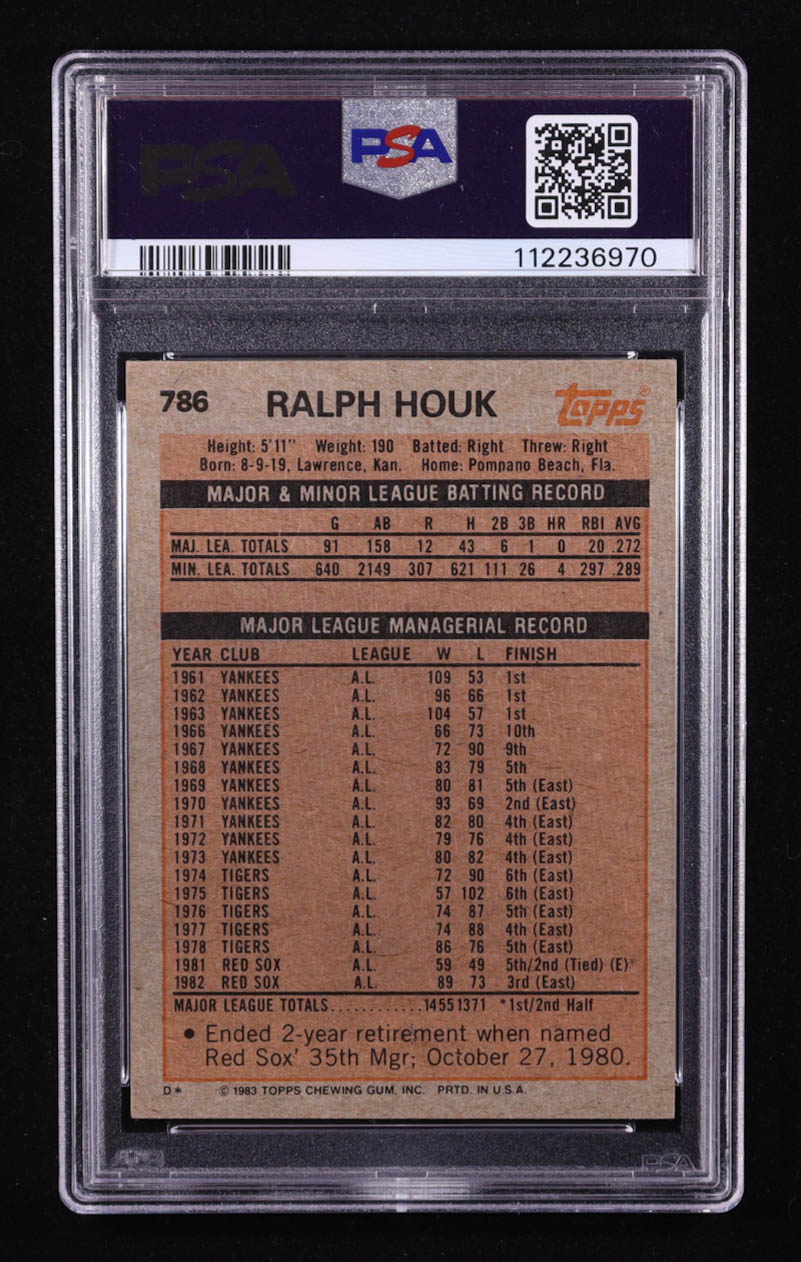 PSA PSA
112236970
786 RALPH HOUK Topps®
Height: 5'11" Weight: 190 Batted: Right Threw: Right
Born: 8-9-19, Lawrence, Kan. Home: Pompano Beach, Fla.
MAJOR & MINOR LEAGUE BATTING RECORD
G AB R H 2B 3B HR RBI AVG
MAJ. LEA. TOTALS 91 158 12 43 6 1 0 20 .272
MIN. LEA. TOTALS 640 2149 307 621 111 26 4 297 .289
MAJOR LEAGUE MANAGERIAL RECORD
YEAR CLUB LEAGUE W L FINISH
1961 YANKEES A.L. 109 53 1st
1962 YANKEES A.L. 96 66 1st
1963 YANKEES A.L. 104 57 1st
1966 YANKEES A.L. 66 73 10th
1967 YANKEES A.L. 72 90 9th
1968 YANKEES A.L. 83 79 5th
1969 YANKEES A.L. 80 81 5th (East)
1970 YANKEES A.L. 93 69 2nd (East)
1971 YANKEES A.L. 82 80 4th (East)
1972 YANKEES A.L. 79 76 4th (East)
1973 YANKEES A.L. 80 82 4th (East)
1974 TIGERS A.L. 72 90 6th (East)
1975 TIGERS A.L. 57 102 6th (East)
1976 TIGERS A.L. 74 87 5th (East)
1977 TIGERS A.L. 74 88 4th (East)
1978 TIGERS A.L. 86 76 5th (East)
1981 RED SOX A.L. 59 49 5th/2nd (Tied) (E)*
1982 RED SOX A.L. 89 73 3rd (East)
MAJOR LEAGUE TOTALS............14551371 *1st/2nd Half
• Ended 2-year retirement when named
Red Sox' 35th Mgr; October 27, 1980.
D* © 1983 TOPPS CHEWING GUM, INC. PRTD. IN U.S.A.
PSA